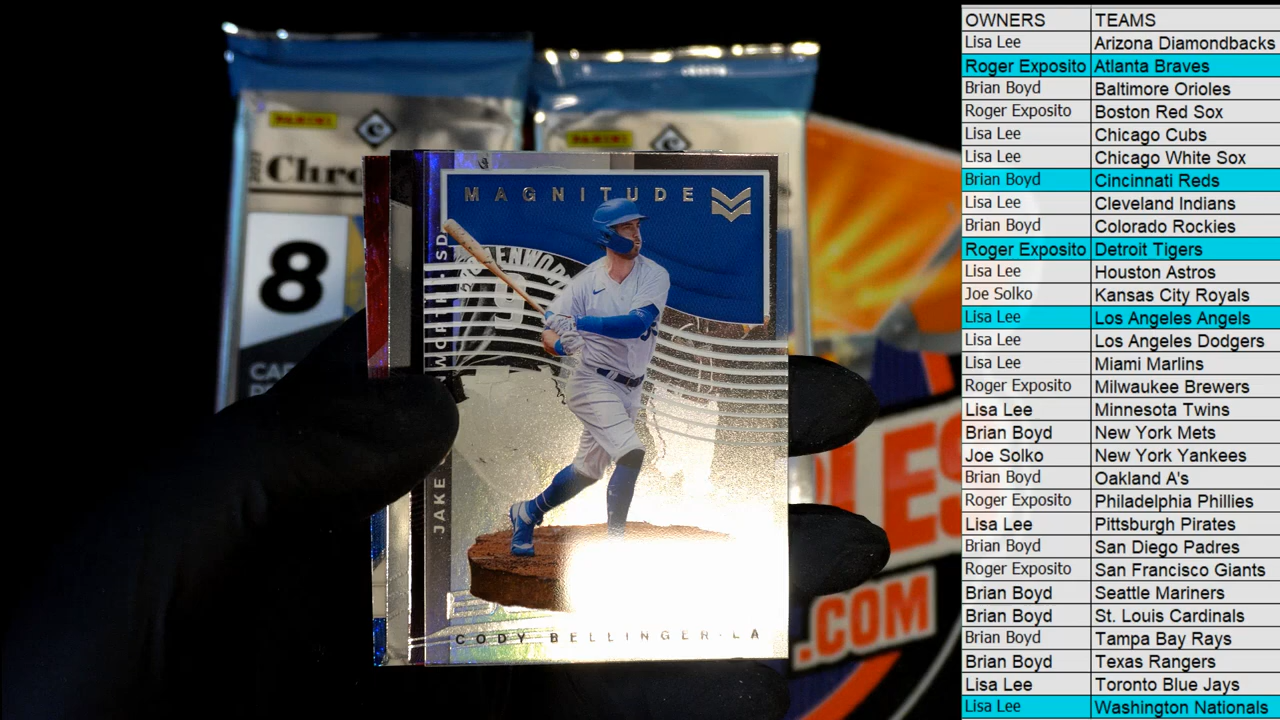 PANINI
2021
Chro
8
CAR
PANINI
MAGNITUDE
CRONENWORTH
9
JAKE
NWORTH · SD
CODY BELLINGER · LA
LES
.COM
OWNERS TEAMS
Lisa Lee Arizona Diamondbacks
Roger Exposito Atlanta Braves
Brian Boyd Baltimore Orioles
Roger Exposito Boston Red Sox
Lisa Lee Chicago Cubs
Lisa Lee Chicago White Sox
Brian Boyd Cincinnati Reds
Lisa Lee Cleveland Indians
Brian Boyd Colorado Rockies
Roger Exposito Detroit Tigers
Lisa Lee Houston Astros
Joe Solko Kansas City Royals
Lisa Lee Los Angeles Angels
Lisa Lee Los Angeles Dodgers
Lisa Lee Miami Marlins
Roger Exposito Milwaukee Brewers
Lisa Lee Minnesota Twins
Brian Boyd New York Mets
Joe Solko New York Yankees
Brian Boyd Oakland A's
Roger Exposito Philadelphia Phillies
Lisa Lee Pittsburgh Pirates
Brian Boyd San Diego Padres
Roger Exposito San Francisco Giants
Brian Boyd Seattle Mariners
Brian Boyd St. Louis Cardinals
Brian Boyd Tampa Bay Rays
Brian Boyd Texas Rangers
Lisa Lee Toronto Blue Jays
Lisa Lee Washington Nationals